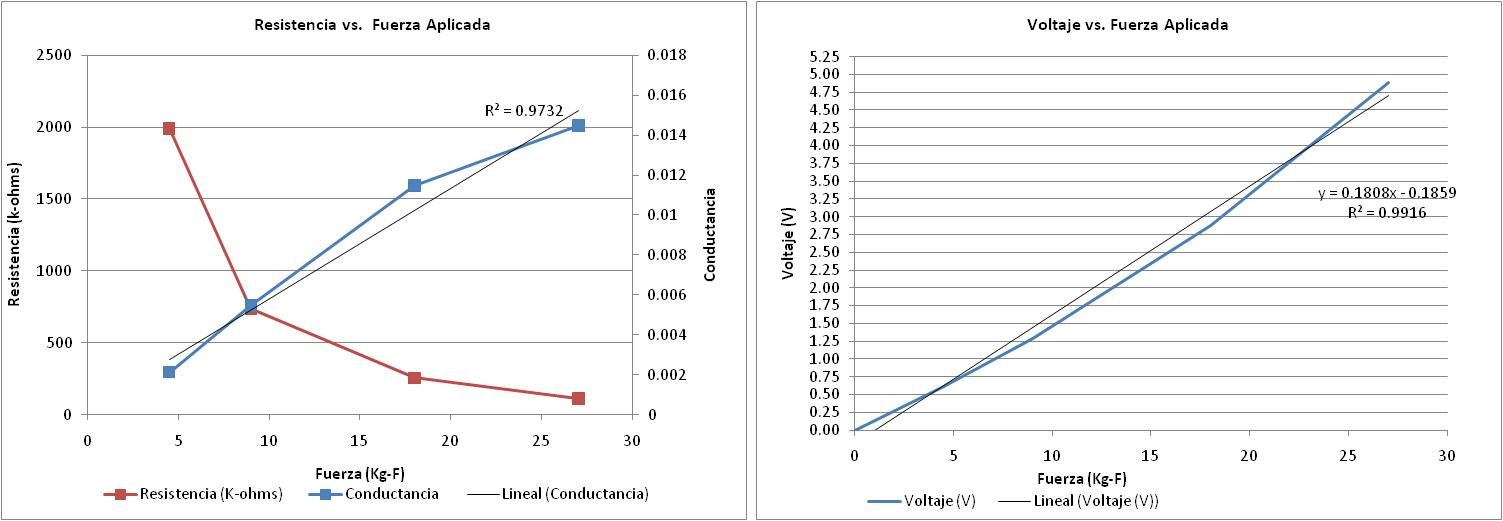 Resistencia vs. Fuerza Aplicada
2500
2000
1500
1000
500
0
Resistencia (k-ohms)
0.018
0.016
0.014
0.012
0.01
0.008
0.006
0.004
0.002
0
Conductancia
R² = 0.9732
0 5 10 15 20 25 30
Fuerza (Kg-F)
Resistencia (K-ohms) Conductancia Lineal (Conductancia)
Voltaje vs. Fuerza Aplicada
5.25
5.00
4.75
4.50
4.25
4.00
3.75
3.50
3.25
3.00
2.75
2.50
2.25
2.00
1.75
1.50
1.25
1.00
0.75
0.50
0.25
0.00
Voltaje (V)
y = 0.1808x - 0.1859
R² = 0.9916
0 5 10 15 20 25 30
Fuerza (Kg-F)
Voltaje (V) Lineal (Voltaje (V))